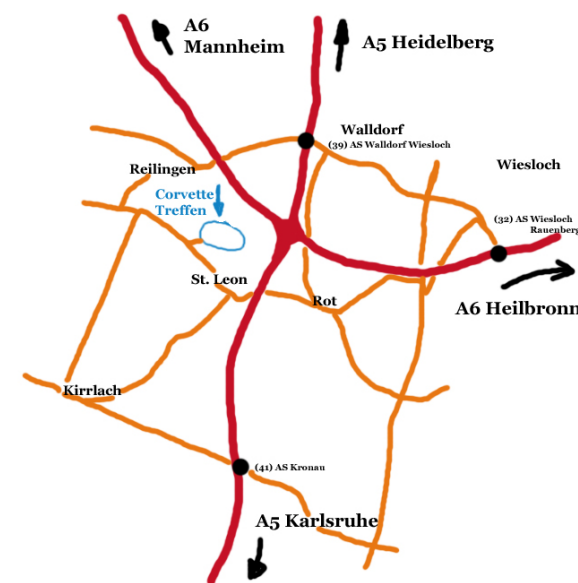 A6
Mannheim
A5 Heidelberg
Walldorf
(39) AS Walldorf Wiesloch
Wiesloch
Reilingen
Corvette
Treffen
(32) AS Wiesloch
Rauenberg
St. Leon
Rot
A6 Heilbronn
Kirrlach
(41) AS Kronau
A5 Karlsruhe